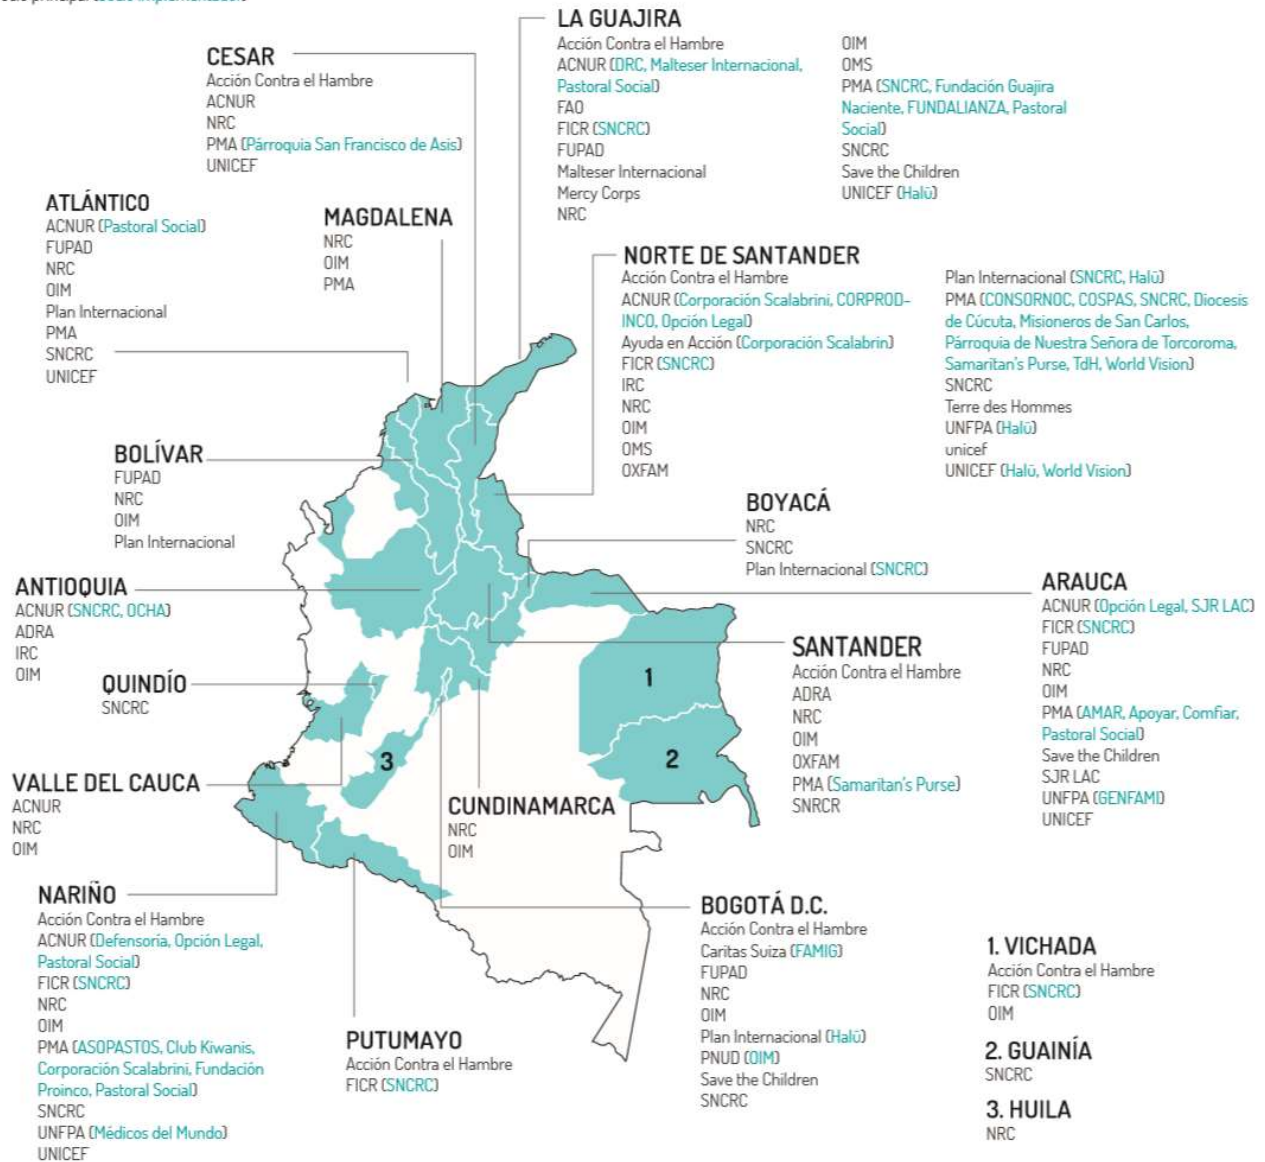 LA GUAJIRA
Acción Contra el Hambre
ACNUR (DRC, Malteser Internacional,
Pastoral Social)
FAO
FICR (SNCRC)
FUPAD
Malteser Internacional
Mercy Corps
NRC
OIM
OMS
PMA (SNCRC, Fundación Guajira
Naciente, FUNDALIANZA, Pastoral
Social)
SNCRC
Save the Children
UNICEF (Halü)
CESAR
Acción Contra el Hambre
ACNUR
NRC
PMA (Párroquia San Francisco de Asis)
UNICEF
ATLÁNTICO
ACNUR (Pastoral Social)
FUPAD
NRC
OIM
Plan Internacional
PMA
SNCRC
UNICEF
MAGDALENA
NRC
OIM
PMA
NORTE DE SANTANDER
Acción Contra el Hambre
ACNUR (Corporación Scalabrini, CORPROD-
INCO, Opción Legal)
Ayuda en Acción (Corporación Scalabrin)
FICR (SNCRC)
IRC
NRC
OIM
OMS
OXFAM
Plan Internacional (SNCRC, Halü)
PMA (CONSORNOC, COSPAS, SNCRC, Diocesis
de Cúcuta, Misioneros de San Carlos,
Párroquia de Nuestra Señora de Torcoroma,
Samaritan's Purse, TdH, World Vision)
SNCRC
Terre des Hommes
UNFPA (Halü)
unicef
UNICEF (Halü, World Vision)
BOLÍVAR
FUPAD
NRC
OIM
Plan Internacional
BOYACÁ
NRC
SNCRC
Plan Internacional (SNCRC)
ANTIOQUIA
ACNUR (SNCRC, OCHA)
ADRA
IRC
OIM
ARAUCA
ACNUR (Opción Legal, SJR LAC)
FICR (SNCRC)
FUPAD
NRC
OIM
PMA (AMAR, Apoyar, Comfiar,
Pastoral Social)
Save the Children
SJR LAC
UNFPA (GENFAMI)
UNICEF
QUINDÍO
SNCRC
SANTANDER
Acción Contra el Hambre
ADRA
NRC
OIM
OXFAM
PMA (Samaritan's Purse)
SNRCR
1
2
3
VALLE DEL CAUCA
ACNUR
NRC
OIM
CUNDINAMARCA
NRC
OIM
NARIÑO
Acción Contra el Hambre
ACNUR (Defensoría, Opción Legal,
Pastoral Social)
FICR (SNCRC)
NRC
OIM
PMA (ASOPASTOS, Club Kiwanis,
Corporación Scalabrini, Fundación
Proinco, Pastoral Social)
SNCRC
UNFPA (Médicos del Mundo)
UNICEF
PUTUMAYO
Acción Contra el Hambre
FICR (SNCRC)
BOGOTÁ D.C.
Acción Contra el Hambre
Caritas Suiza (FAMIG)
FUPAD
NRC
OIM
Plan Internacional (Halü)
PNUD (OIM)
Save the Children
SNCRC
1. VICHADA
Acción Contra el Hambre
FICR (SNCRC)
OIM
2. GUAINÍA
SNCRC
3. HUILA
NRC